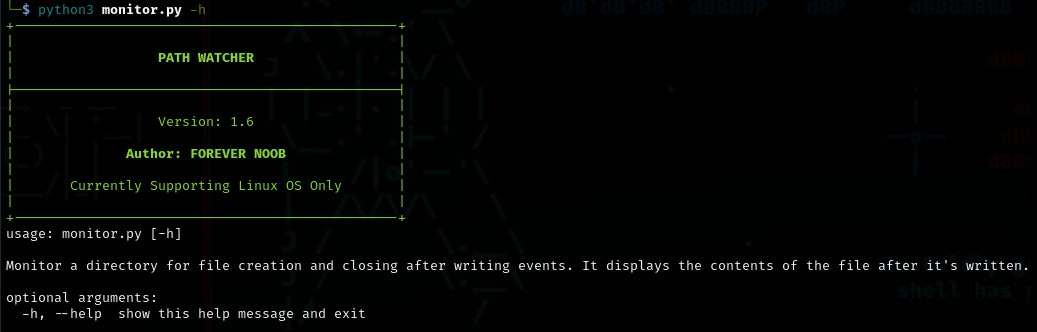 └─$ python3 monitor.py -h
PATH WATCHER
Version: 1.6
Author: FOREVER NOOB
Currently Supporting Linux OS Only
usage: monitor.py [-h]
Monitor a directory for file creation and closing after writing events. It displays the contents of the file after it's written.
shell has
optional arguments:
-h, --help  show this help message and exit